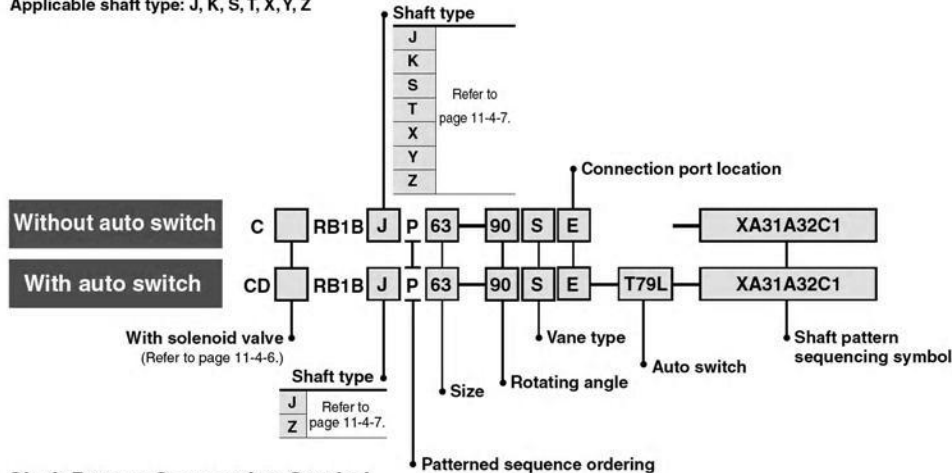 Applicable shaft type: J, K, S, T, X, Y, Z
Shaft type
J
K
S
T
X
Y
Z
Refer to
page 11-4-7.
Connection port location
Without auto switch C RB1B J P 63 90 S E XA31A32C1
With auto switch CD RB1B J P 63 90 S E T79L XA31A32C1
With solenoid valve
(Refer to page 11-4-6.)
Shaft type
J
Z
Refer to
page 11-4-7.
Size
Rotating angle
Vane type
Auto switch
Shaft pattern
sequencing symbol
Patterned sequence ordering